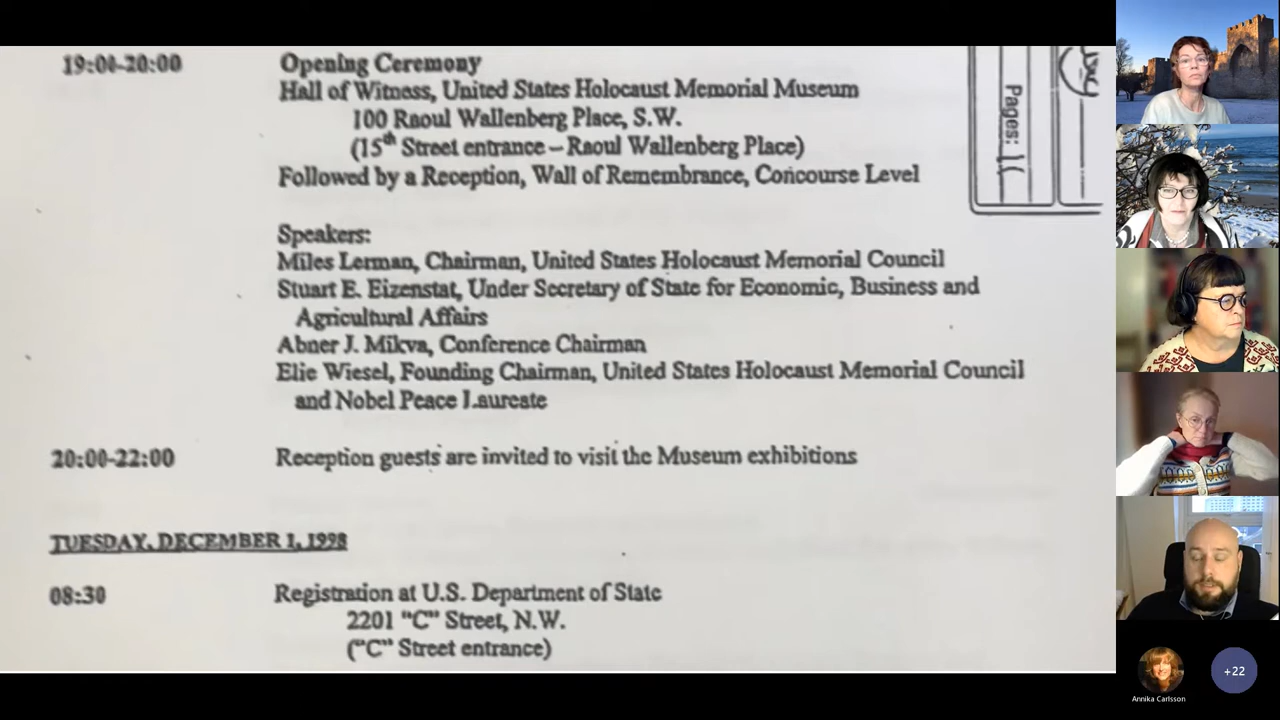 19:00-20:00 Opening Ceremony
Hall of Witness, United States Holocaust Memorial Museum
100 Raoul Wallenberg Place, S.W.
(15th Street entrance – Raoul Wallenberg Place)
Followed by a Reception, Wall of Remembrance, Concourse Level
Pages:
Speakers:
Miles Lerman, Chairman, United States Holocaust Memorial Council
Stuart E. Eizenstat, Under Secretary of State for Economic, Business and
Agricultural Affairs
Abner J. Mikva, Conference Chairman
Elie Wiesel, Founding Chairman, United States Holocaust Memorial Council
and Nobel Peace Laureate
20:00-22:00 Reception guests are invited to visit the Museum exhibitions
TUESDAY, DECEMBER 1, 1998
08:30 Registration at U.S. Department of State
2201 "C" Street, N.W.
("C" Street entrance)
Annika Carlsson
+22